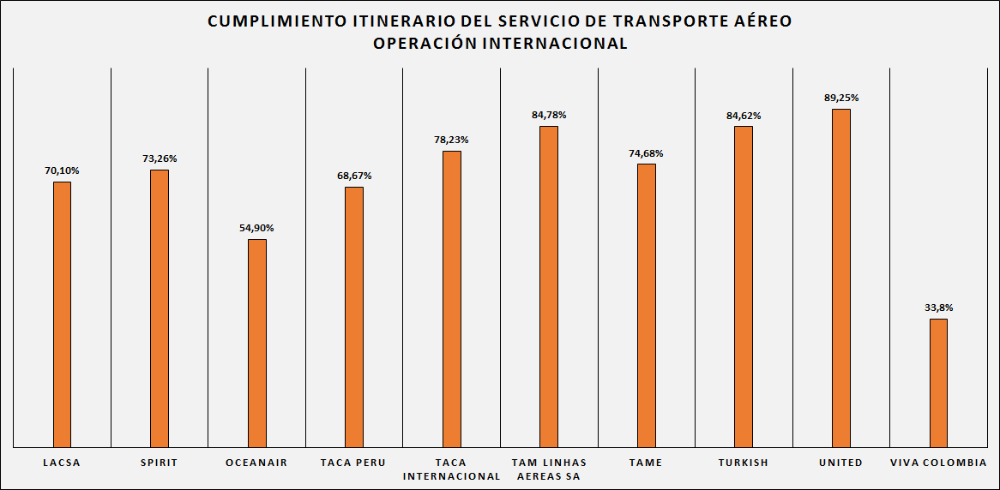 CUMPLIMIENTO ITINERARIO DEL SERVICIO DE TRANSPORTE AÉREO
OPERACIÓN INTERNACIONAL
70,10%
73,26%
54,90%
68,67%
78,23%
84,78%
74,68%
84,62%
89,25%
33,8%
LACSA
SPIRIT
OCEANAIR
TACA PERU
TACA
INTERNACIONAL
TAM LINHAS
AEREAS SA
TAME
TURKISH
UNITED
VIVA COLOMBIA